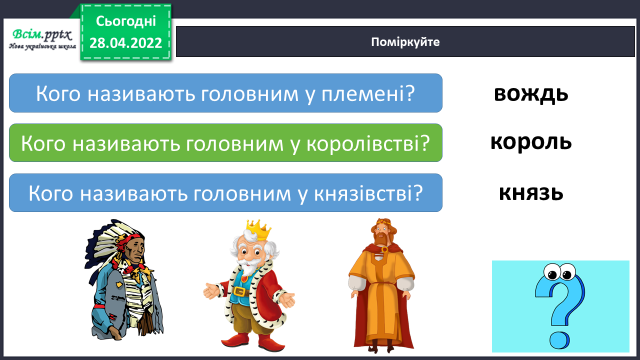 Всім.pptx
Нова українська школа
Сьогодні
28.04.2022
Поміркуйте
Кого називають головним у племені?
вождь
Кого називають головним у королівстві?
король
Кого називають головним у князівстві?
князь